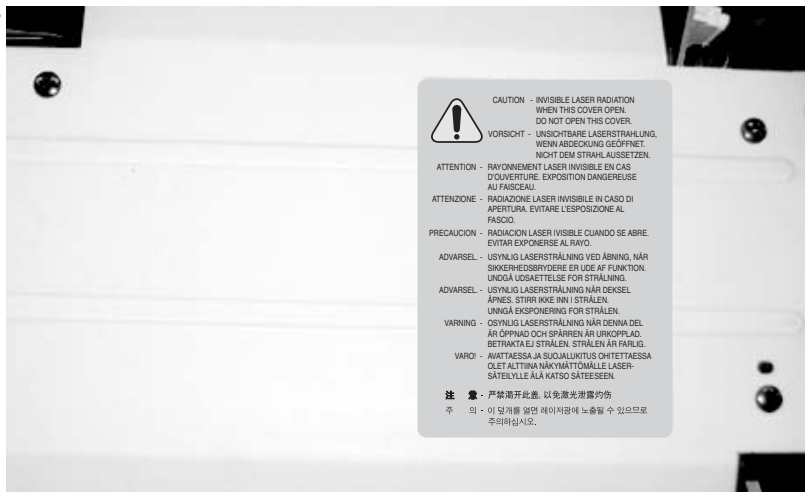 CAUTION - INVISIBLE LASER RADIATION
WHEN THIS COVER OPEN.
DO NOT OPEN THIS COVER.
VORSICHT - UNSICHTBARE LASERSTRAHLUNG,
WENN ABDECKUNG GEÖFFNET.
NICHT DEM STRAHL AUSSETZEN.
ATTENTION - RAYONNEMENT LASER INVISIBLE EN CAS
D'OUVERTURE. EXPOSITION DANGEREUSE
AU FAISCEAU.
ATTENZIONE - RADIAZIONE LASER INVISIBILE IN CASO DI
APERTURA. EVITARE L'ESPOSIZIONE AL
FASCIO.
PRECAUCION - RADIACION LASER IVISIBLE CUANDO SE ABRE.
EVITAR EXPONERSE AL RAYO.
ADVARSEL. - USYNLIG LASERSTRÅLNING VED ÅBNING, NÅR
SIKKERHEDSBRYDERE ER UDE AF FUNKTION.
UNDGÅ UDSAETTELSE FOR STRÅLNING.
ADVARSEL. - USYNLIG LASERSTRÅLNING NÅR DEKSEL
ÅPNES. STIRR IKKE INN I STRÅLEN.
UNNGÅ EKSPONERING FOR STRÅLEN.
VARNING - OSYNLIG LASERSTRÅLNING NÄR DENNA DEL
ÄR ÖPPNAD OCH SPÄRREN ÄR URKOPPLAD.
BETRAKTA EJ STRÅLEN. STRÅLEN ÄR FARLIG.
VARO! - AVATTAESSA JA SUOJALUKITUS OHITETTAESSA
OLET ALTTIINA NÄKYMÄTTÖMÄLLE LASER-
SÄTEILYLLE ÄLÄ KATSO SÄTEESEEN.
注 意 - 严禁揭开此盖, 以免激光泄露灼伤
주 의 - 이 덮개를 열면 레이저광에 노출될 수 있으므로
주의하십시오.